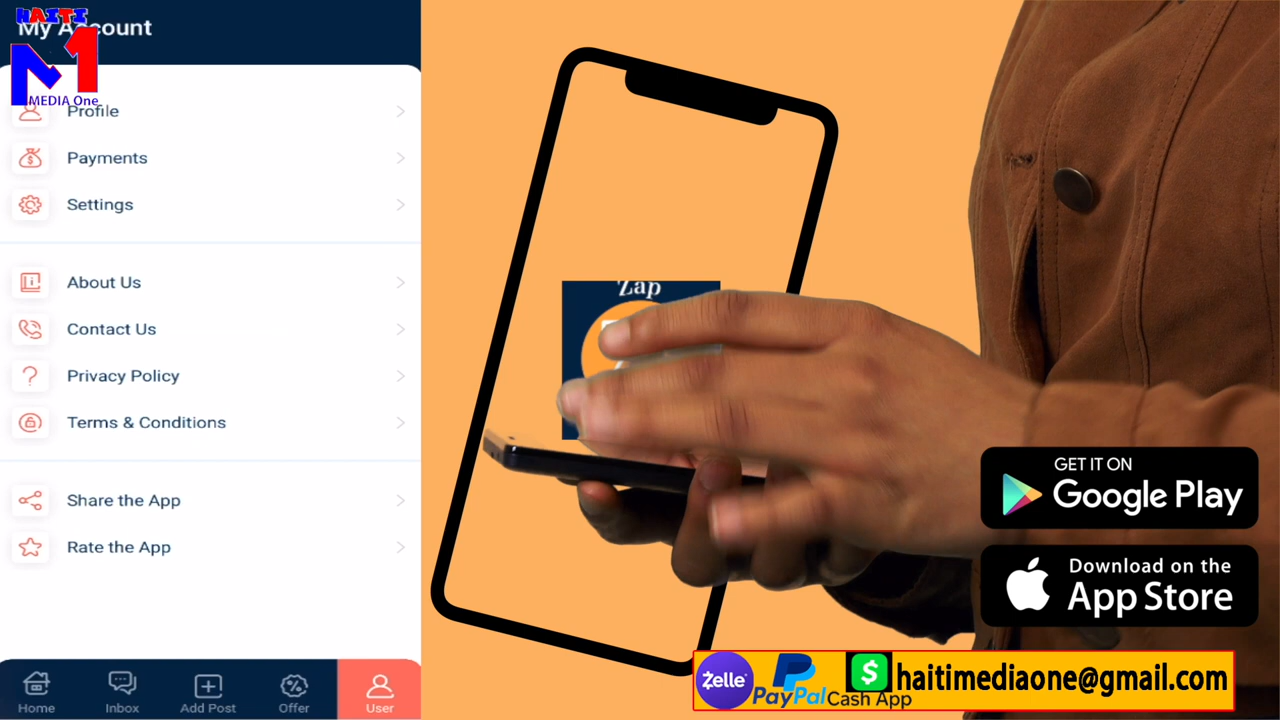 HAITI
My Account
M1
MEDIA One
Profile
Payments
Settings
About Us
Contact Us
Privacy Policy
Terms & Conditions
Share the App
Rate the App
Home
Inbox
Add Post
Offer
User
Zap
GET IT ON
Google Play
Download on the
App Store
Zelle
PayPal
$
Cash App
haitimediaone@gmail.com